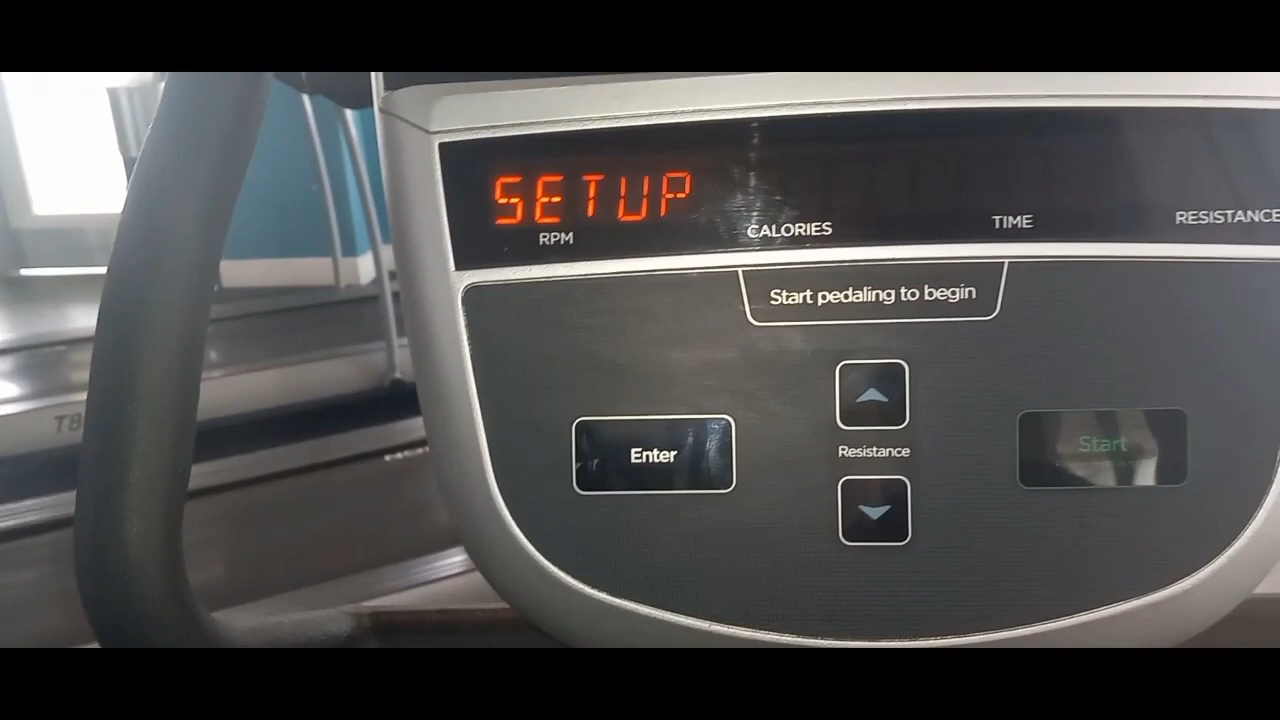 SETUP
RPM
CALORIES
TIME
RESISTANCE
Start pedaling to begin
Enter
Resistance
Start
T8